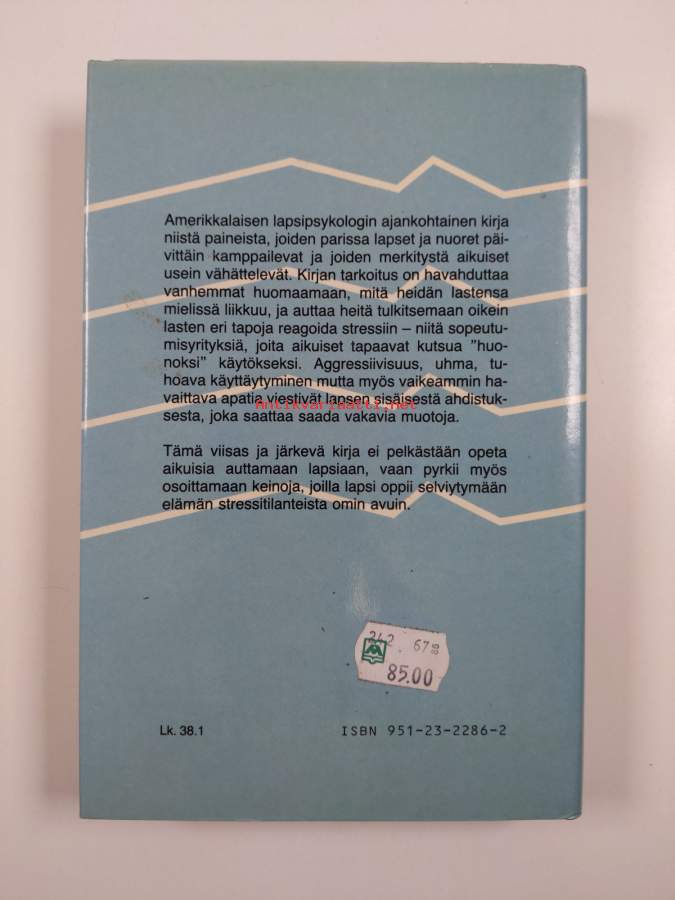 Amerikkalaisen lapsipsykologin ajankohtainen kirja
niistä paineista, joiden parissa lapset ja nuoret päi-
vittäin kamppailevat ja joiden merkitystä aikuiset
usein vähättelevät. Kirjan tarkoitus on havahduttaa
vanhemmat huomaamaan, mitä heidän lastensa
mielissä liikkuu, ja auttaa heitä tulkitsemaan oikein
lasten eri tapoja reagoida stressiin – niitä sopeutu-
misyrityksiä, joita aikuiset tapaavat kutsua ”huo-
noksi” käytökseksi. Aggressiivisuus, uhma, tu-
hoava käyttäytyminen mutta myös vaikeammin ha-
vaittava apatia viestivät lapsen sisäisestä ahdistuk-
Antikvariaatti.net
sesta, joka saattaa saada vakavia muotoja.
Tämä viisas ja järkevä kirja ei pelkästään opeta
aikuisia auttamaan lapsiaan, vaan pyrkii myös
osoittamaan keinoja, joilla lapsi oppii selviytymään
elämän stressitilanteista omin avuin.
85.00
Lk. 38.1
ISBN 951-23-2286-2